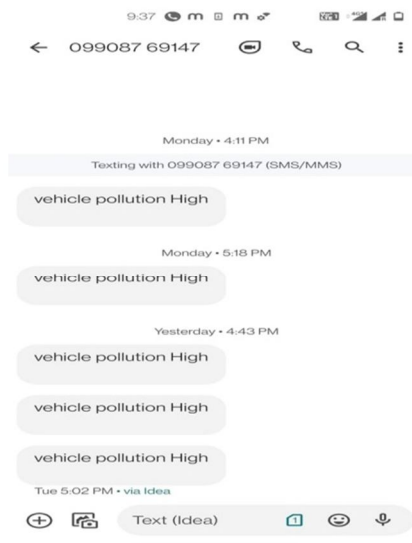 9:37
099087 69147
Monday • 4:11 PM
Texting with 099087 69147 (SMS/MMS)
vehicle pollution High
Monday • 5:18 PM
vehicle pollution High
Yesterday • 4:43 PM
vehicle pollution High
vehicle pollution High
vehicle pollution High
Tue 5:02 PM • via Idea
Text (Idea)
1